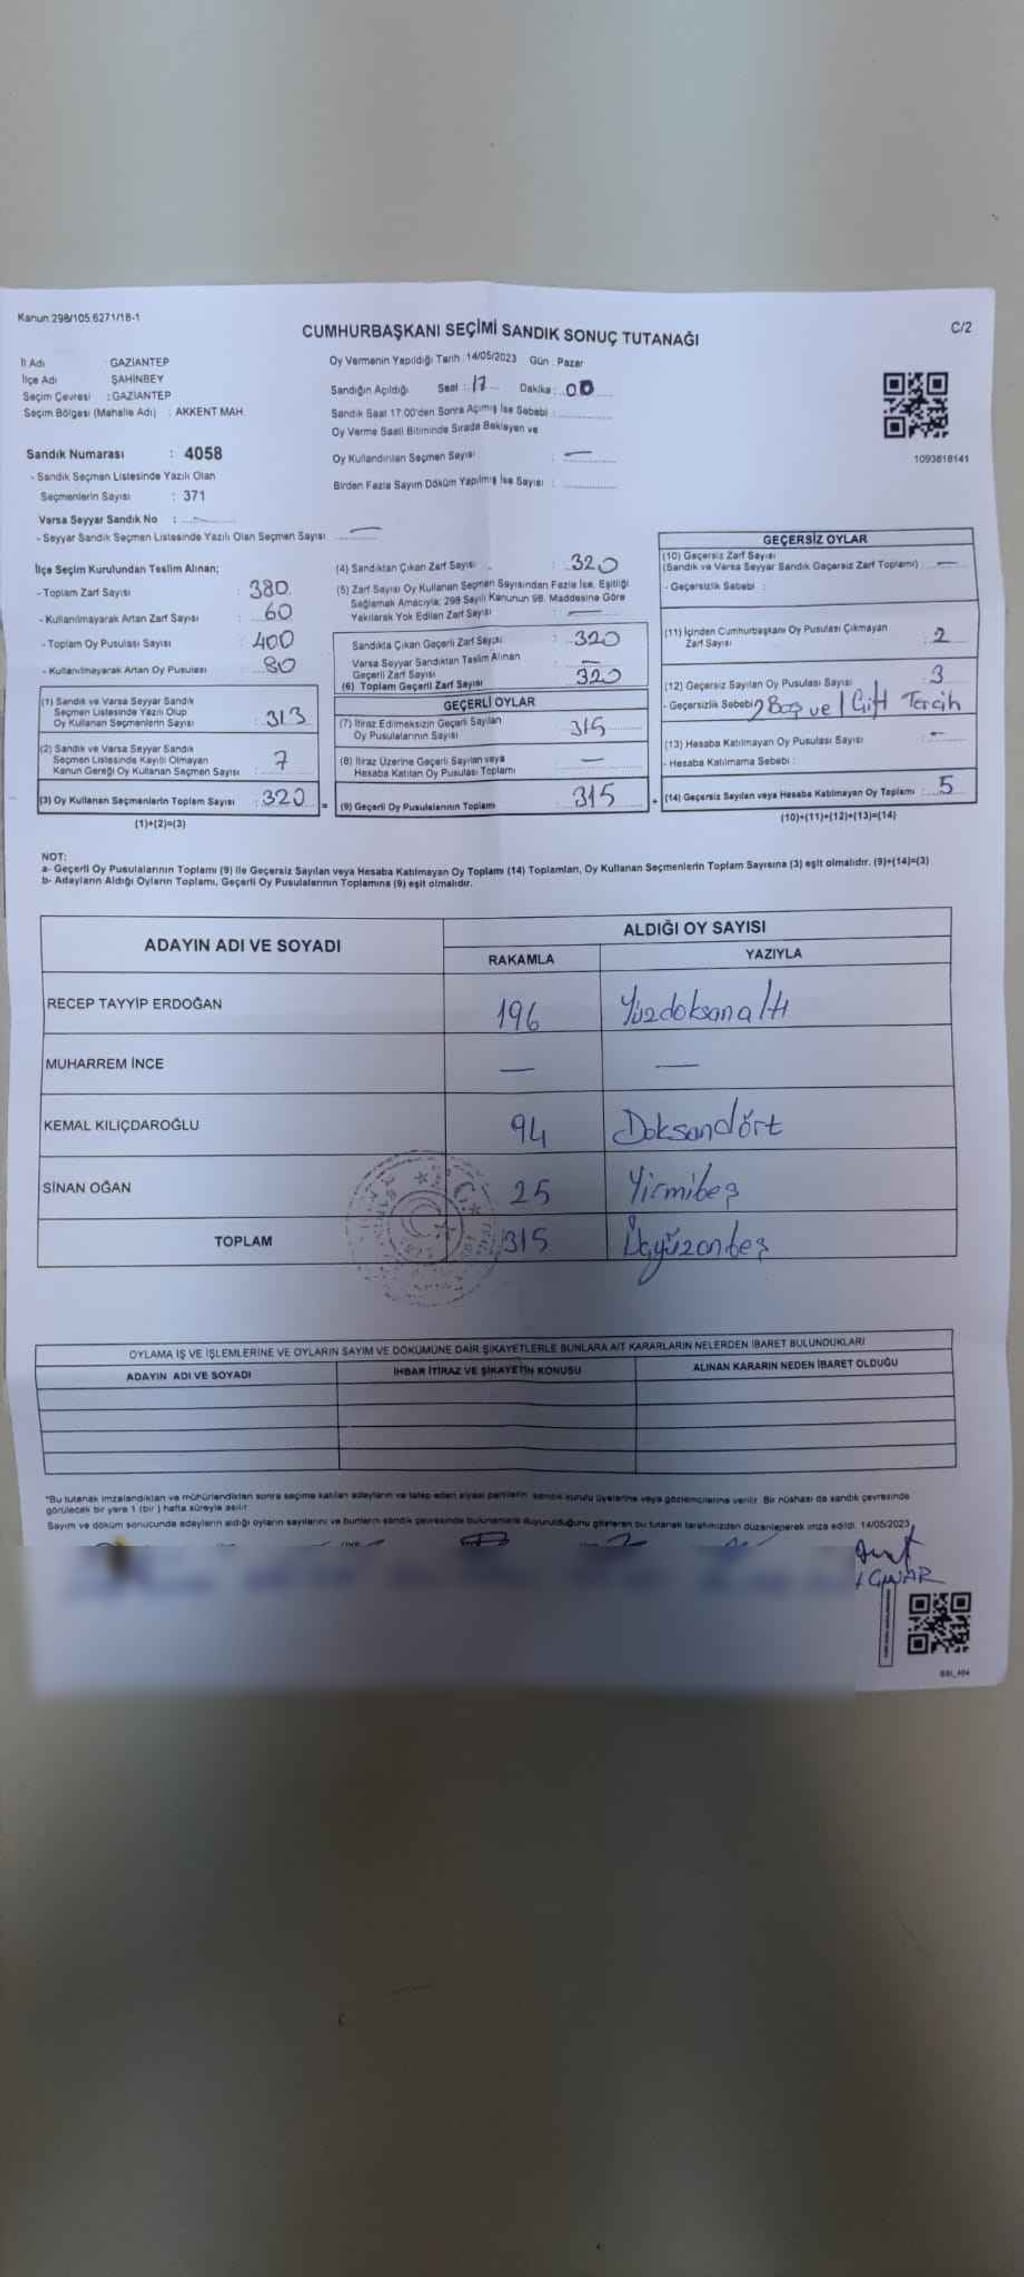 Kanun:298/105,6271/18-1
C/2
CUMHURBAŞKANI SEÇİMİ SANDIK SONUÇ TUTANAĞI
İl Adı GAZİANTEP
İlçe Adı ŞAHİNBEY
Seçim Çevresi : GAZİANTEP
Seçim Bölgesi (Mahalle Adı) : AKKENT MAH.
Sandık Numarası : 4058
- Sandık Seçmen Listesinde Yazılı Olan
Seçmenlerin Sayısı : 371
Varsa Seyyar Sandık No :
- Seyyar Sandık Seçmen Listesinde Yazılı Olan Seçmen Sayısı —
Oy Vermenin Yapıldığı Tarih :14/05/2023 Gün : Pazar
Sandığın Açıldığı Saat : 17 Dakika : 00
Sandık Saat 17.00'den Sonra Açılmış İse Sebebi :
Oy Verme Saati Bitiminde Sırada Bekleyen ve
Oy Kullandırılan Seçmen Sayısı : —
Birden Fazla Sayım Döküm Yapılmış İse Sayısı :
1093618141
İlçe Seçim Kurulundan Teslim Alınan;
- Toplam Zarf Sayısı : 380
- Kullanılmayarak Artan Zarf Sayısı : 60
- Toplam Oy Pusulası Sayısı : 400
- Kullanılmayarak Artan Oy Pusulası : 80
(1) Sandık ve Varsa Seyyar Sandık
Seçmen Listesinde Yazılı Olup
Oy Kullanan Seçmenlerin Sayısı : 313
(2) Sandık ve Varsa Seyyar Sandık
Seçmen Listesinde Kayıtlı Olmayan
Kanun Gereği Oy Kullanan Seçmen Sayısı : 7
(3) Oy Kullanan Seçmenlerin Toplam Sayısı : 320
(1)+(2)=(3)
(4) Sandıktan Çıkan Zarf Sayısı : 320
(5) Zarf Sayısı Oy Kullanan Seçmen Sayısından Fazla İse, Eşitliği
Sağlamak Amacıyla; 298 Sayılı Kanunun 98. Maddesine Göre
Yakılarak Yok Edilen Zarf Sayısı : —
Sandıkta Çıkan Geçerli Zarf Sayısı : 320
Varsa Seyyar Sandıktan Teslim Alınan
Geçerli Zarf Sayısı —
(6) Toplam Geçerli Zarf Sayısı 320
GEÇERLİ OYLAR
(7) İtiraz Edilmeksizin Geçerli Sayılan
Oy Pusulalarının Sayısı 315
(8) İtiraz Üzerine Geçerli Sayılan veya
Hesaba Katılan Oy Pusulası Toplamı —
(9) Geçerli Oy Pusulalarının Toplamı 315
=
+
GEÇERSİZ OYLAR
(10) Geçersiz Zarf Sayısı
(Sandık ve Varsa Seyyar Sandık Geçersiz Zarf Toplamı) : —
- Geçersizlik Sebebi :
(11) İçinden Cumhurbaşkanı Oy Pusulası Çıkmayan
Zarf Sayısı : 2
(12) Geçersiz Sayılan Oy Pusulası Sayısı : 3
- Geçersizlik Sebebi 2 Boş ve 1 Çift Tercih
(13) Hesaba Katılmayan Oy Pusulası Sayısı : —
- Hesaba Katılmama Sebebi :
(14) Geçersiz Sayılan veya Hesaba Katılmayan Oy Toplamı : 5
(10)+(11)+(12)+(13)=(14)
NOT:
a- Geçerli Oy Pusulalarının Toplamı (9) ile Geçersiz Sayılan veya Hesaba Katılmayan Oy Toplamı (14) Toplamları, Oy Kullanan Seçmenlerin Toplam Sayısına (3) eşit olmalıdır. (9)+(14)=(3)
b- Adayların Aldığı Oyların Toplamı, Geçerli Oy Pusulalarının Toplamına (9) eşit olmalıdır.
ADAYIN ADI VE SOYADI
ALDIĞI OY SAYISI
RAKAMLA YAZIYLA
RECEP TAYYİP ERDOĞAN 196 Yüzdoksanaltı
MUHARREM İNCE — —
KEMAL KILIÇDAROĞLU 94 Doksandört
SİNAN OĞAN 25 Yirmibeş
TOPLAM 315 Üçyüzonbeş
OYLAMA İŞ VE İŞLEMLERİNE VE OYLARIN SAYIM VE DÖKÜMÜNE DAİR ŞİKAYETLERLE BUNLARA AİT KARARLARIN NELERDEN İBARET BULUNDUKLARI
ADAYIN ADI VE SOYADI İHBAR İTİRAZ VE ŞİKAYETİN KONUSU ALINAN KARARIN NEDEN İBARET OLDUĞU
*Bu tutanak imzalandıktan ve mühürlendikten sonra seçime katılan adayların ve talep eden siyasi partilerin sandık kurulu üyelerine veya gözlemcilerine verilir. Bir nüshası da sandık çevresinde
görülecek bir yere 1 (bir) hafta süreyle asılır.
Sayım ve döküm sonucunda adayların aldığı oyların sayılarını ve bunların sandık çevresinde bulunanlara duyurulduğunu gösteren bu tutanak tarafımızdan düzenlenerek imza edildi. 14/05/2023